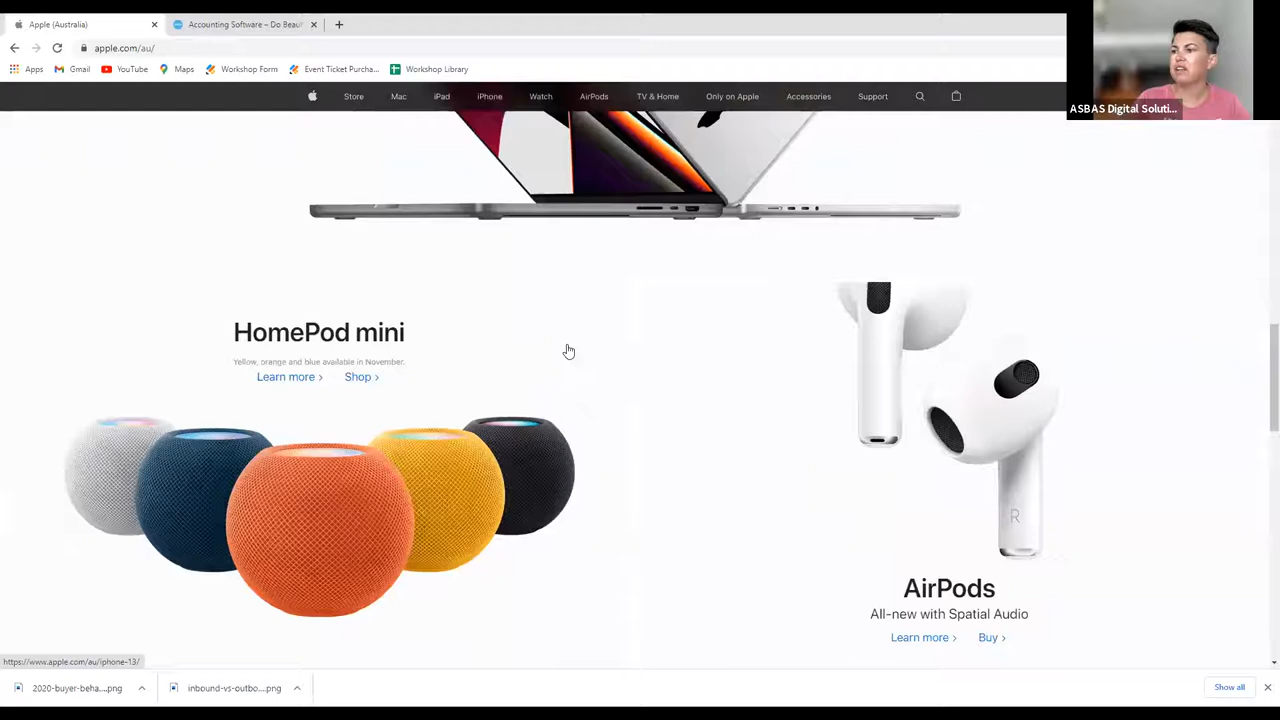 Apple (Australia)
Accounting Software – Do Beau
apple.com/au/
Apps
Gmail
YouTube
Maps
Workshop Form
Event Ticket Purcha...
Workshop Library
Store
Mac
iPad
iPhone
Watch
AirPods
TV & Home
Only on Apple
Accessories
Support
ASBAS Digital Soluti...
HomePod mini
Yellow, orange and blue available in November.
Learn more >
Shop >
R
AirPods
All-new with Spatial Audio
Learn more >
Buy >
https://www.apple.com/au/iphone-13/
2020-buyer-beha....png
inbound-vs-outbo....png
Show all